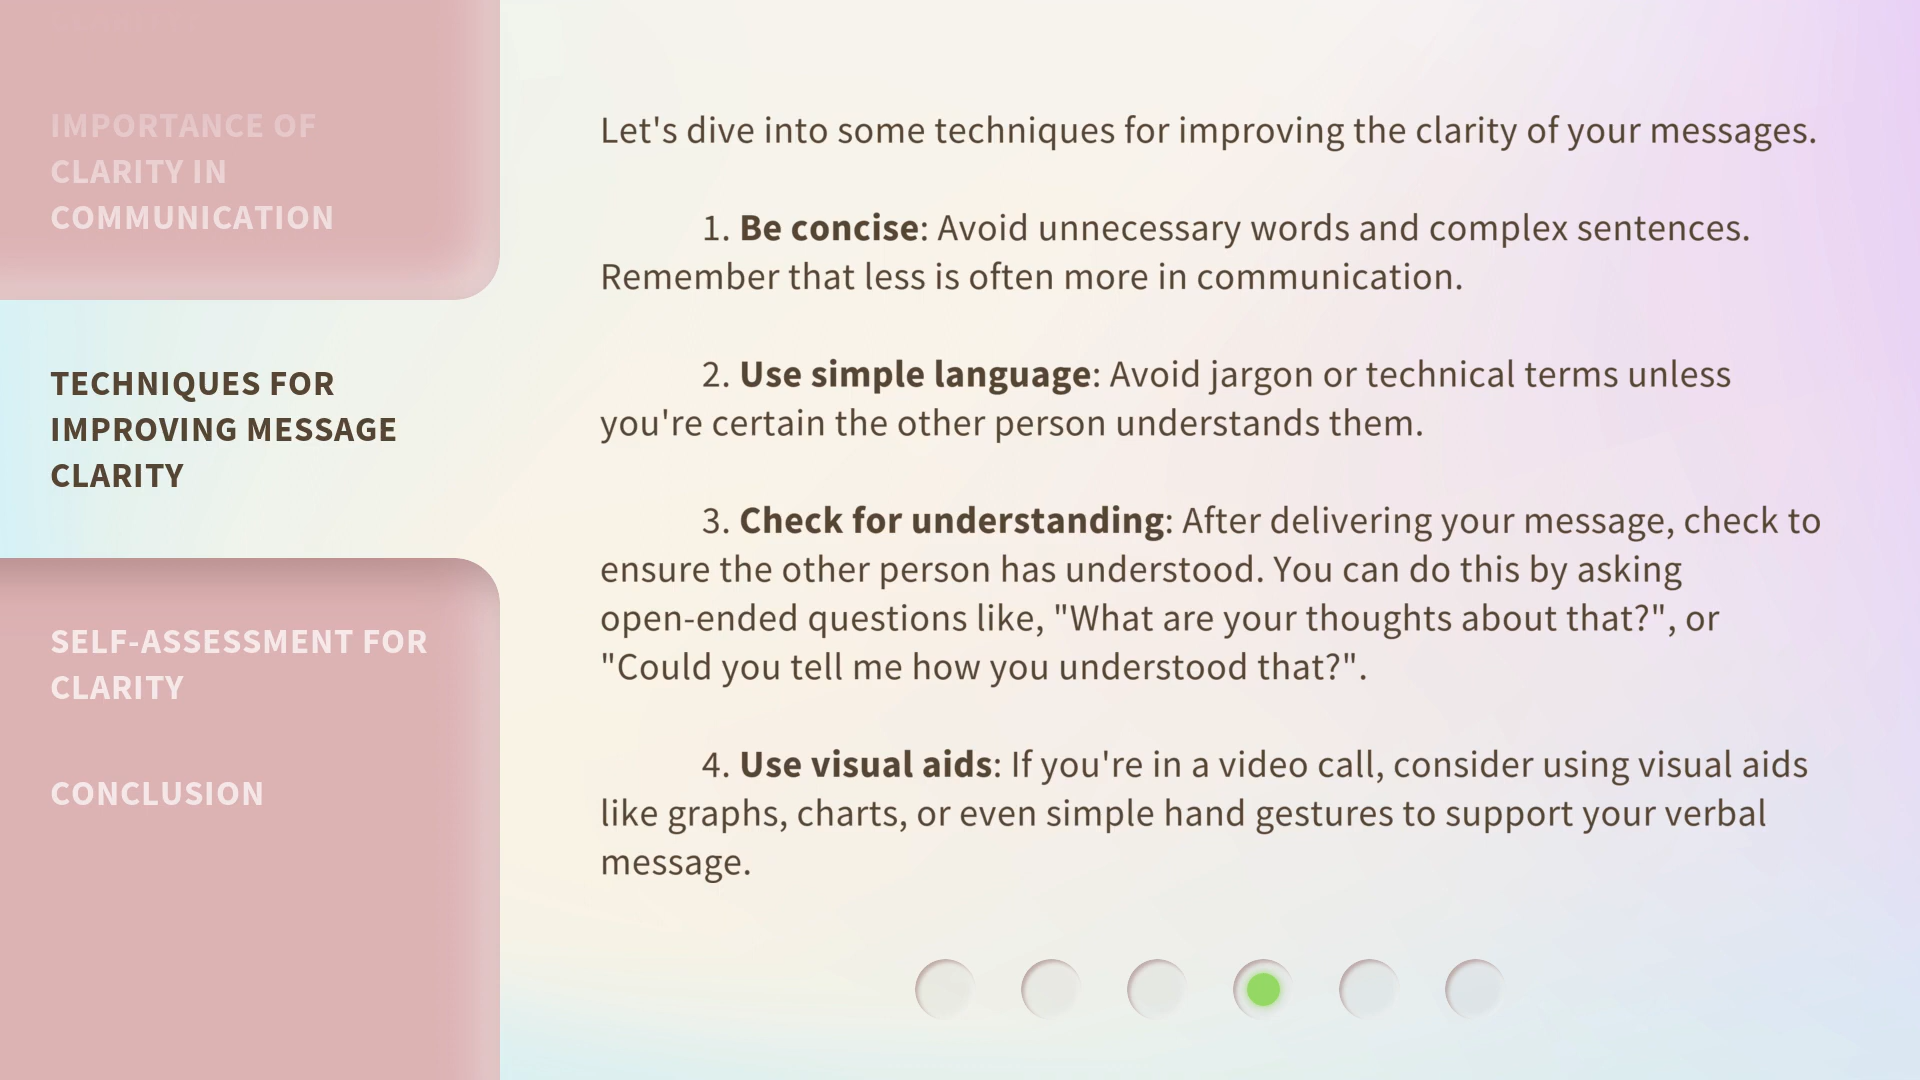 IMPORTANCE OF
CLARITY IN
COMMUNICATION
TECHNIQUES FOR
IMPROVING MESSAGE
CLARITY
SELF-ASSESSMENT FOR
CLARITY
CONCLUSION
Let's dive into some techniques for improving the clarity of your messages.
1. Be concise: Avoid unnecessary words and complex sentences.
Remember that less is often more in communication.
2. Use simple language: Avoid jargon or technical terms unless
you're certain the other person understands them.
3. Check for understanding: After delivering your message, check to
ensure the other person has understood. You can do this by asking
open-ended questions like, "What are your thoughts about that?", or
"Could you tell me how you understood that?".
4. Use visual aids: If you're in a video call, consider using visual aids
like graphs, charts, or even simple hand gestures to support your verbal
message.